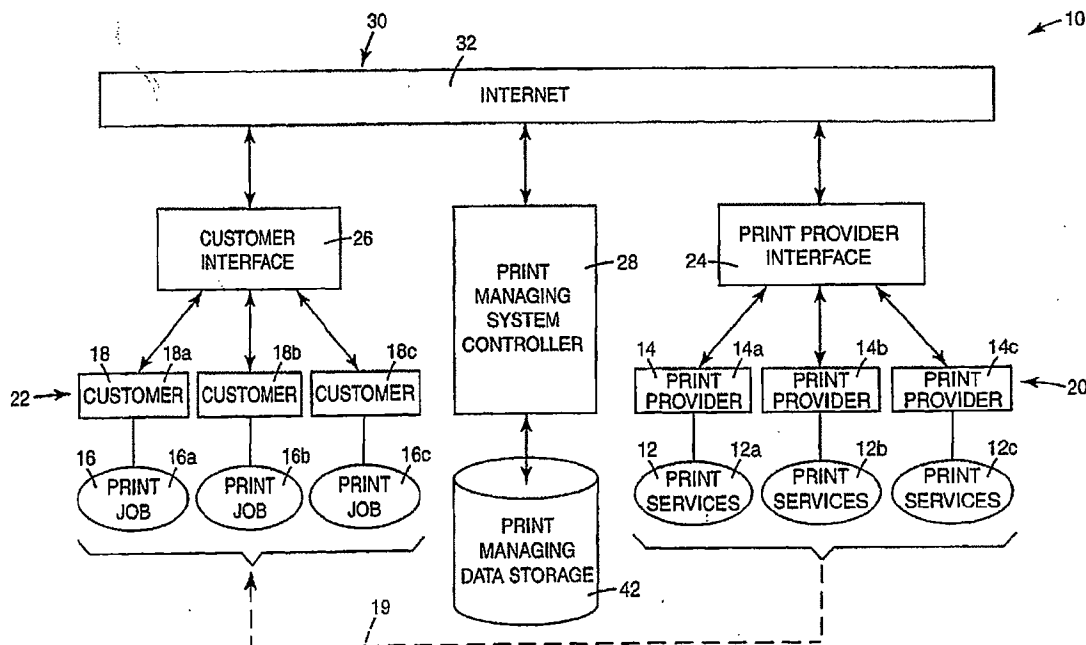 10
30
32
INTERNET
CUSTOMER
INTERFACE
26
PRINT
MANAGING
SYSTEM
CONTROLLER
28
PRINT PROVIDER
INTERFACE
24
22
18
18a
CUSTOMER
18b
CUSTOMER
18c
CUSTOMER
14
14a
PRINT
PROVIDER
14b
PRINT
PROVIDER
14c
PRINT
PROVIDER
20
16
16a
PRINT
JOB
16b
PRINT
JOB
16c
PRINT
JOB
PRINT
MANAGING
DATA STORAGE
42
12
12a
PRINT
SERVICES
12b
PRINT
SERVICES
12c
PRINT
SERVICES
19